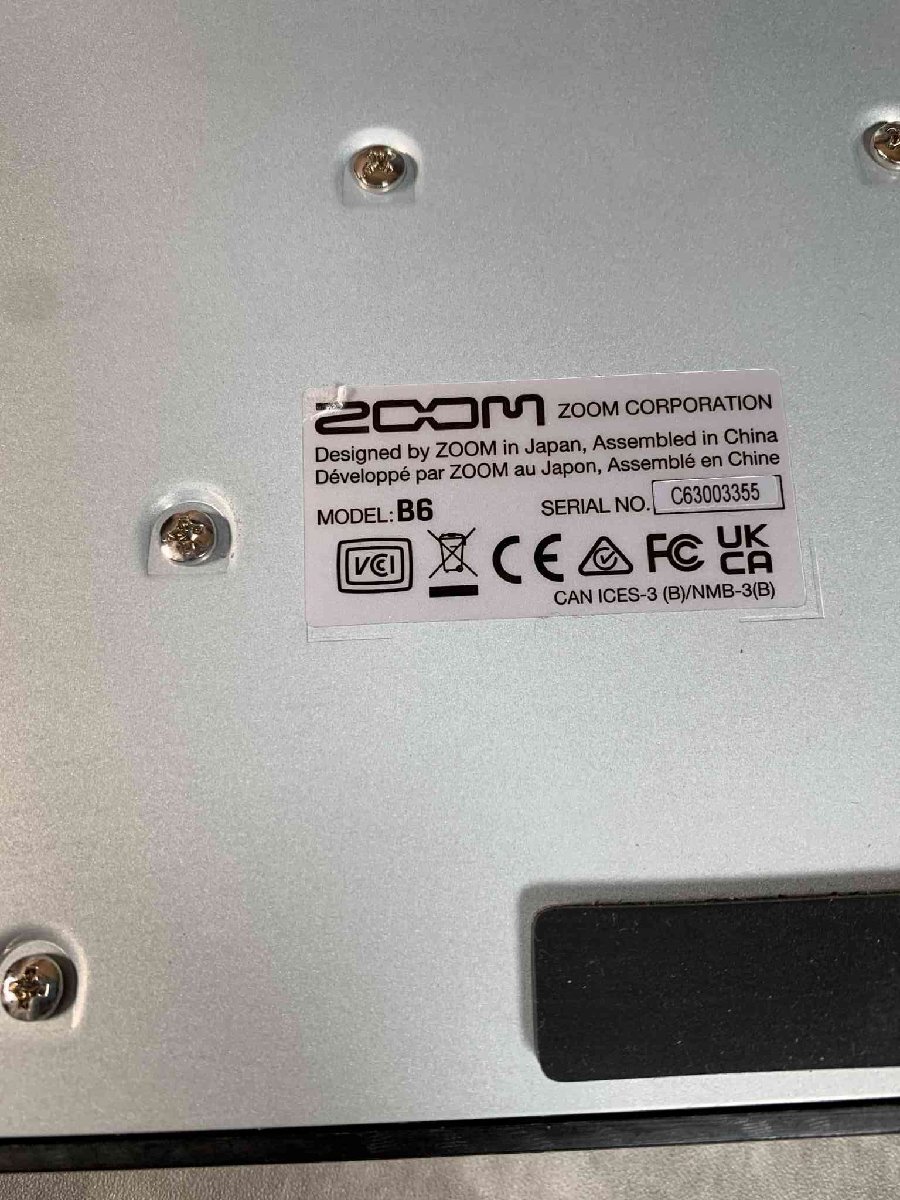 ZOOM ZOOM CORPORATION
Designed by ZOOM in Japan, Assembled in China
Développé par ZOOM au Japon, Assemblé en Chine
MODEL: B6 SERIAL NO. C63003355
VCI CE FC UK CA
CAN ICES-3 (B)/NMB-3(B)